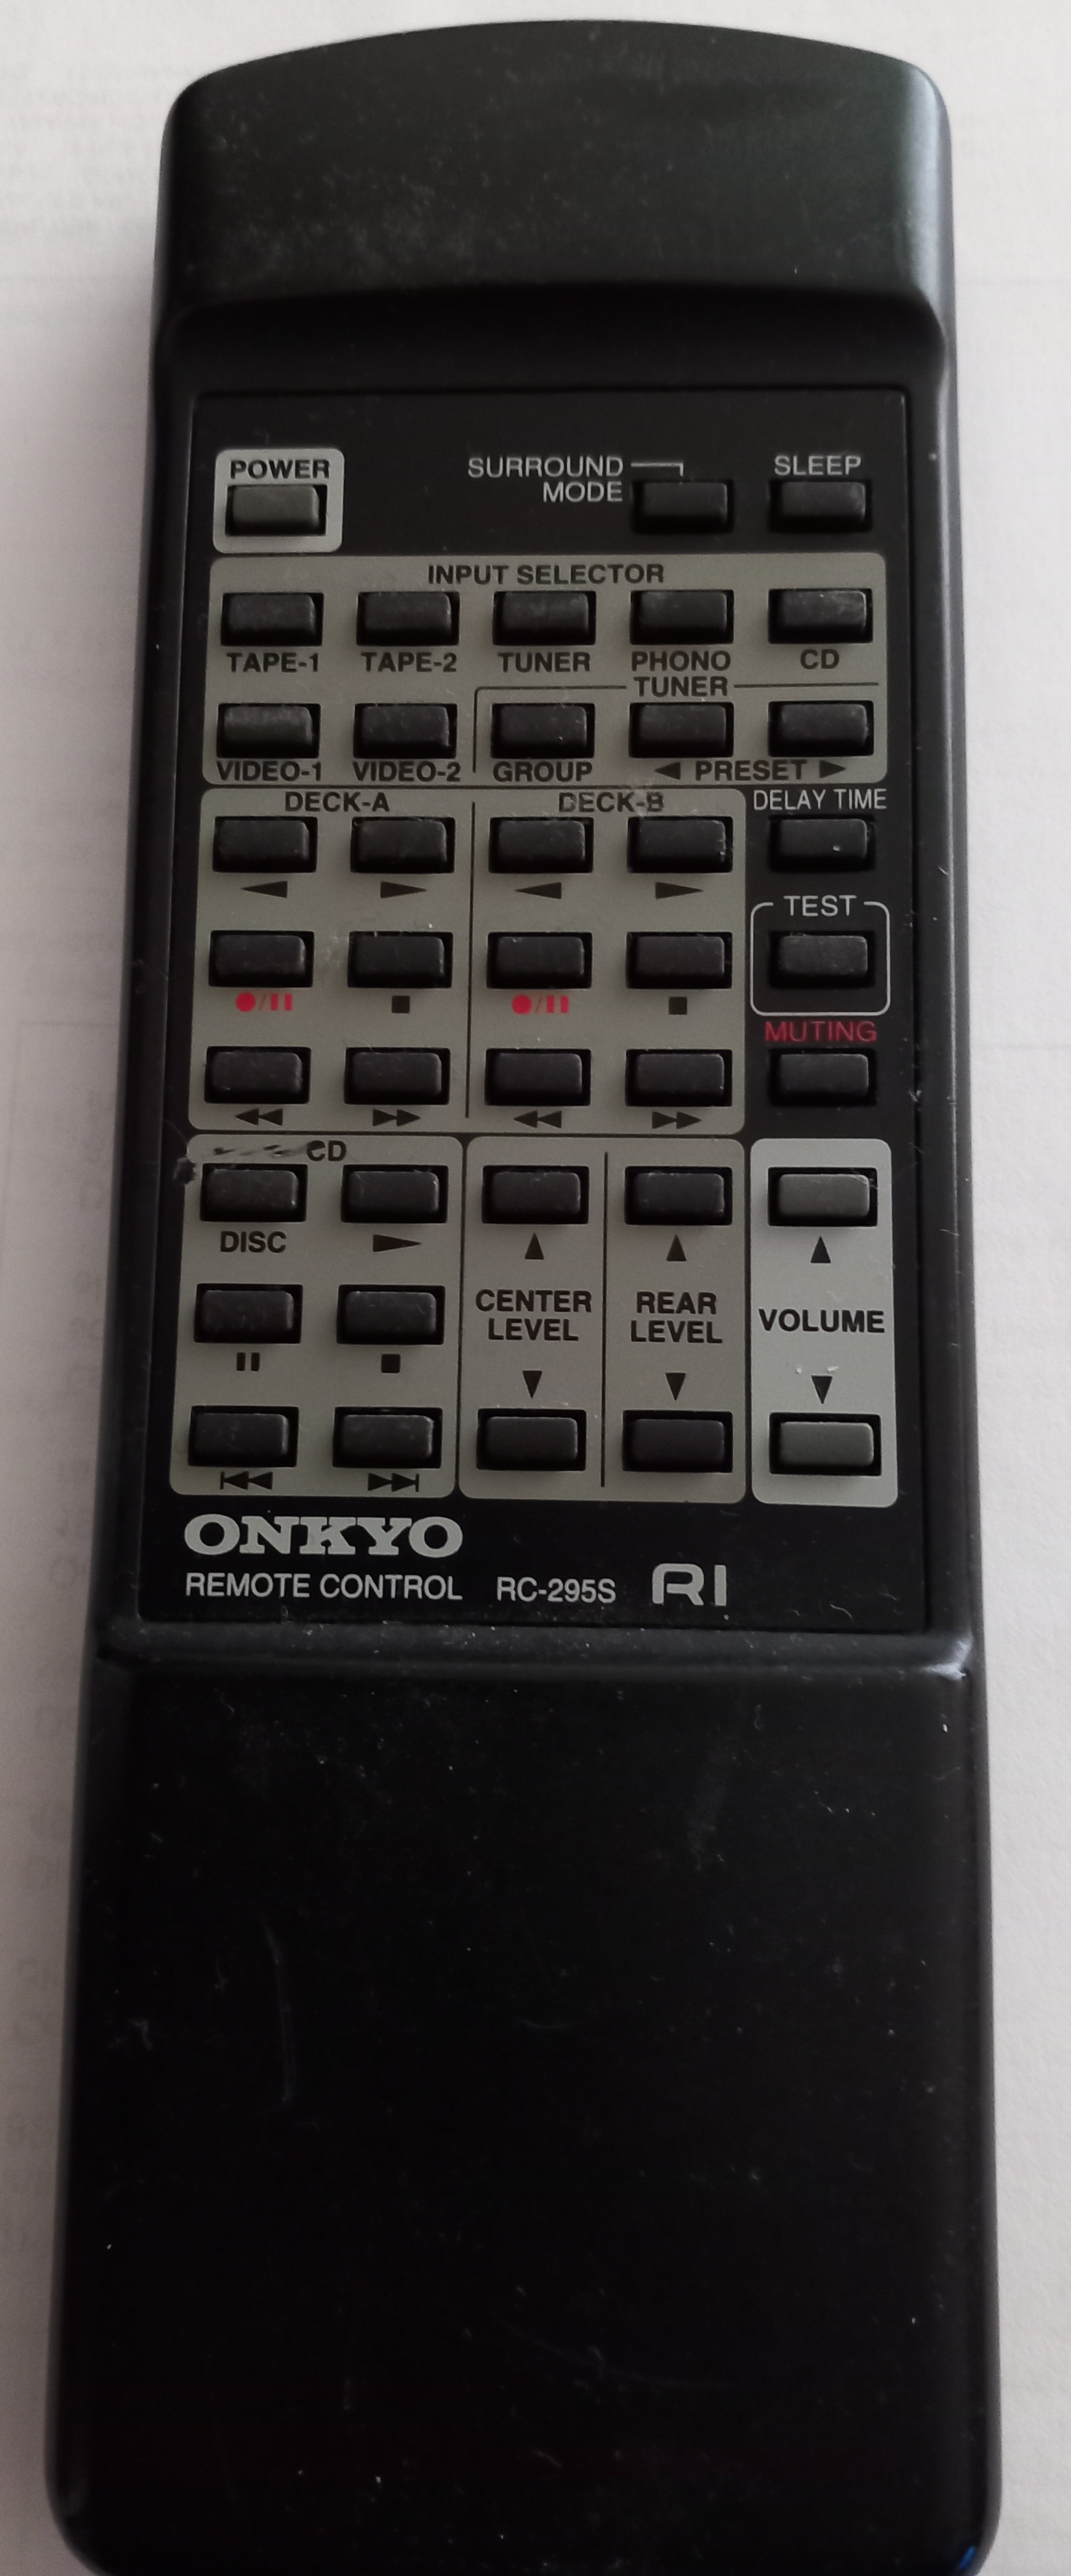 POWER
SURROUND
MODE
SLEEP
INPUT SELECTOR
TAPE-1 TAPE-2 TUNER PHONO CD
TUNER
VIDEO-1 VIDEO-2 GROUP ◀ PRESET ▶
DECK-A DECK-B DELAY TIME
◀ ▶ ◀ ▶
TEST
●/❚❚ ■ ●/❚❚ ■
MUTING
◀◀ ▶▶ ◀◀ ▶▶
CD
DISC ▶ ▲ ▲ ▲
CENTER
LEVEL
REAR
LEVEL
VOLUME
❚❚ ■ ▼ ▼ ▼
|◀◀ ▶▶|
ONKYO
REMOTE CONTROL RC-295S RI